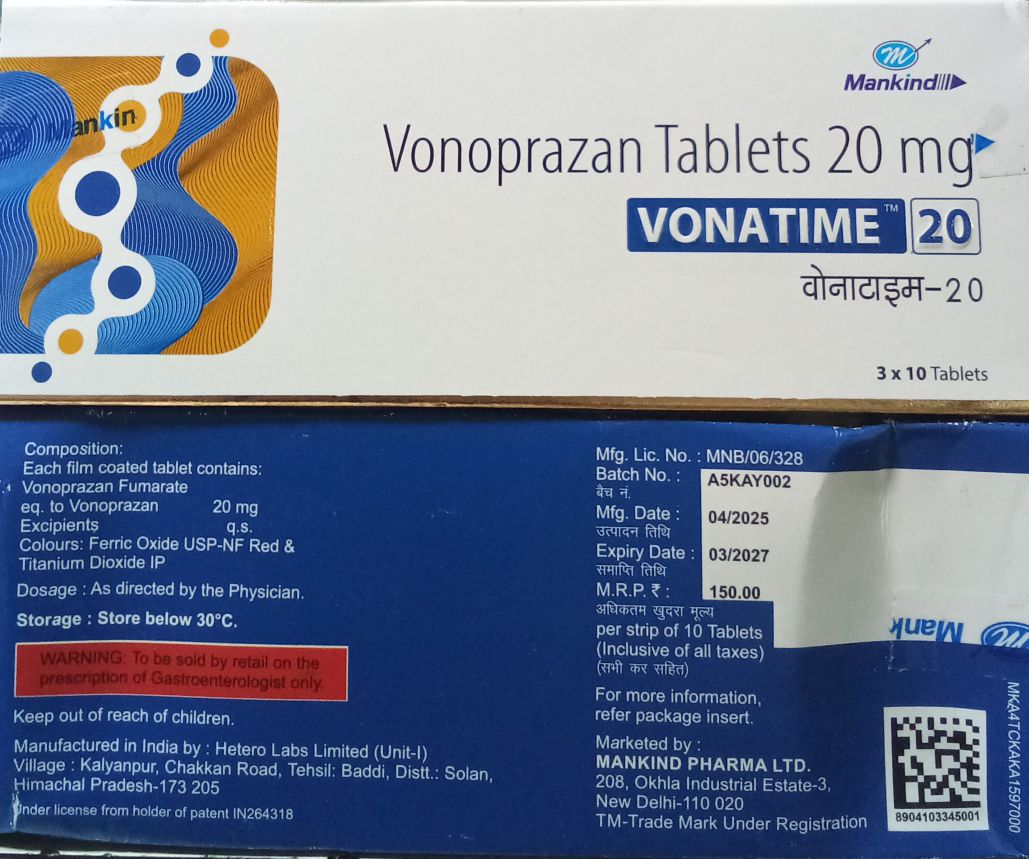 Mankind
Mankind
Vonoprazan Tablets 20 mg
VONATIME™ 20
वोनाटाइम-20
3 x 10 Tablets
Composition:
Each film coated tablet contains:
Vonoprazan Fumarate
eq. to Vonoprazan 20 mg
Excipients q.s.
Colours: Ferric Oxide USP-NF Red &
Titanium Dioxide IP
Dosage : As directed by the Physician.
Storage : Store below 30°C.
WARNING: To be sold by retail on the
prescription of Gastroenterologist only.
Keep out of reach of children.
Manufactured in India by : Hetero Labs Limited (Unit-I)
Village : Kalyanpur, Chakkan Road, Tehsil: Baddi, Distt.: Solan,
Himachal Pradesh-173 205
Under license from holder of patent IN264318
Mfg. Lic. No. : MNB/06/328
Batch No. : A5KAY002
बैच नं.
Mfg. Date : 04/2025
उत्पादन तिथि
Expiry Date : 03/2027
समाप्ति तिथि
M.R.P. ₹ : 150.00
अधिकतम खुदरा मूल्य
per strip of 10 Tablets
(Inclusive of all taxes)
(सभी कर सहित)
For more information,
refer package insert.
Marketed by :
MANKIND PHARMA LTD.
208, Okhla Industrial Estate-3,
New Delhi-110 020
TM-Trade Mark Under Registration
Mank
8904103345001
MKA4TCKAKA1597000